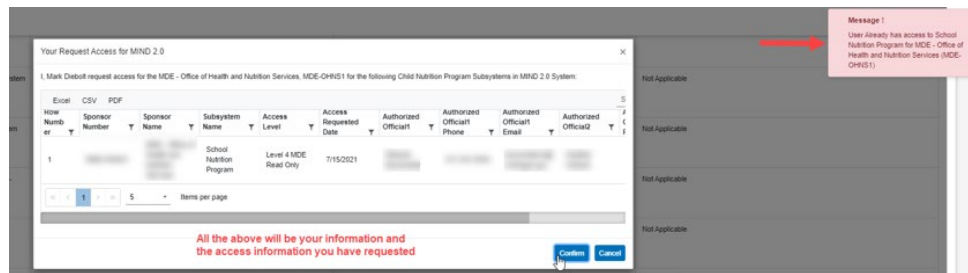 Message !
User Already has access to School
Nutrition Program for MDE - Office of
Health and Nutrition Services (MDE-
OHNS1)
Your Request Access for MIND 2.0
I, Mark Diebolt request access for the MDE - Office of Health and Nutrition Services, MDE-OHNS1 for the following Child Nutrition Program Subsystems in MIND 2.0 System:
Not Applicable
Excel CSV PDF
Row Number Sponsor Number Sponsor Name Subsystem Name Access Level Access Requested Date Authorized Official1 Authorized Official1 Phone Authorized Official1 Email Authorized Official2
Not Applicable
1 School Nutrition Program Level 4 MDE Read Only 7/15/2021
Not Applicable
1 5 Items per page
Not Applicable
All the above will be your information and
the access information you have requested
Confirm Cancel